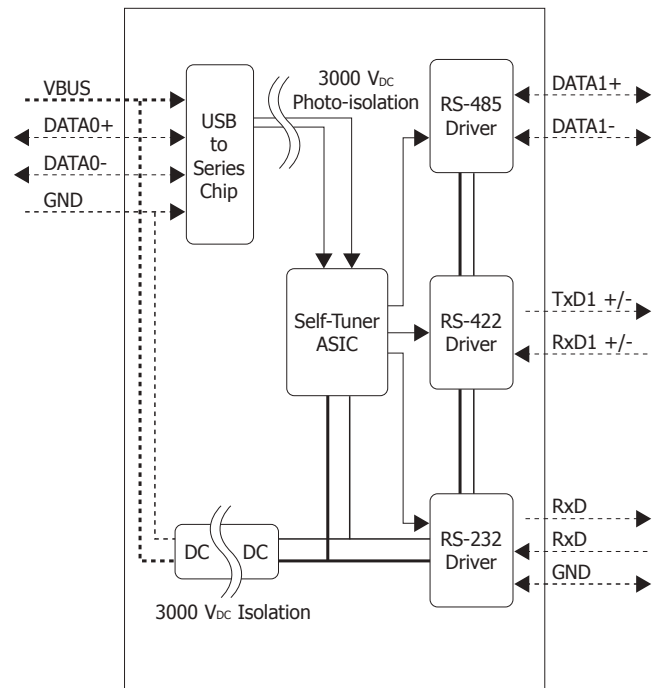 VBUS
DATA0+
DATA0-
GND
USB
to
Series
Chip
3000 VDC
Photo-isolation
RS-485
Driver
DATA1+
DATA1-
Self-Tuner
ASIC
RS-422
Driver
TxD1 +/-
RxD1 +/-
RS-232
Driver
RxD
RxD
GND
DC DC
3000 VDC Isolation